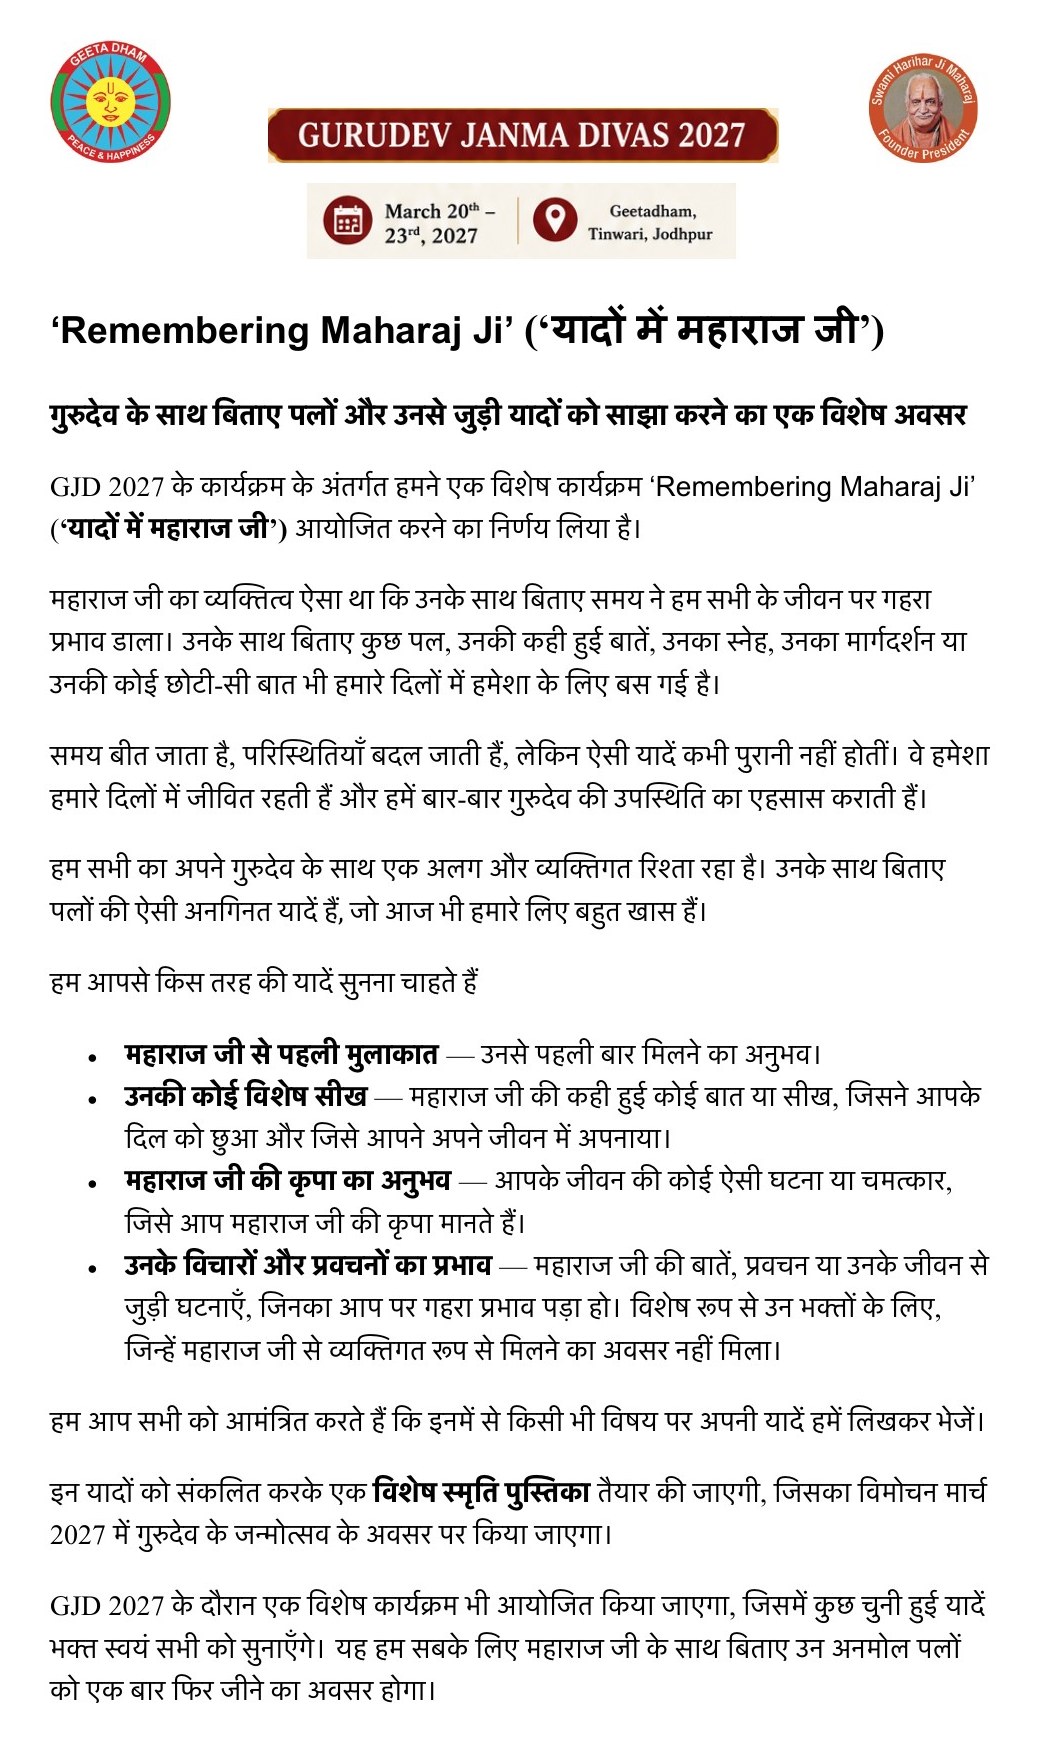 GEETA DHAM
PEACE & HAPPINESS
Swami Harihar Ji Maharaj
Founder President
GURUDEV JANMA DIVAS 2027
March 20th –
23rd, 2027
Geetadham,
Tinwari, Jodhpur
‘Remembering Maharaj Ji’ (‘यादों में महाराज जी’)
गुरुदेव के साथ बिताए पलों और उनसे जुड़ी यादों को साझा करने का एक विशेष अवसर
GJD 2027 के कार्यक्रम के अंतर्गत हमने एक विशेष कार्यक्रम ‘Remembering Maharaj Ji’
(‘यादों में महाराज जी’) आयोजित करने का निर्णय लिया है।
महाराज जी का व्यक्तित्व ऐसा था कि उनके साथ बिताए समय ने हम सभी के जीवन पर गहरा
प्रभाव डाला। उनके साथ बिताए कुछ पल, उनकी कही हुई बातें, उनका स्नेह, उनका मार्गदर्शन या
उनकी कोई छोटी-सी बात भी हमारे दिलों में हमेशा के लिए बस गई है।
समय बीत जाता है, परिस्थितियाँ बदल जाती हैं, लेकिन ऐसी यादें कभी पुरानी नहीं होतीं। वे हमेशा
हमारे दिलों में जीवित रहती हैं और हमें बार-बार गुरुदेव की उपस्थिति का एहसास कराती हैं।
हम सभी का अपने गुरुदेव के साथ एक अलग और व्यक्तिगत रिश्ता रहा है। उनके साथ बिताए
पलों की ऐसी अनगिनत यादें हैं, जो आज भी हमारे लिए बहुत खास हैं।
हम आपसे किस तरह की यादें सुनना चाहते हैं
• महाराज जी से पहली मुलाकात — उनसे पहली बार मिलने का अनुभव।
• उनकी कोई विशेष सीख — महाराज जी की कही हुई कोई बात या सीख, जिसने आपके
दिल को छुआ और जिसे आपने अपने जीवन में अपनाया।
• महाराज जी की कृपा का अनुभव — आपके जीवन की कोई ऐसी घटना या चमत्कार,
जिसे आप महाराज जी की कृपा मानते हैं।
• उनके विचारों और प्रवचनों का प्रभाव — महाराज जी की बातें, प्रवचन या उनके जीवन से
जुड़ी घटनाएँ, जिनका आप पर गहरा प्रभाव पड़ा हो। विशेष रूप से उन भक्तों के लिए,
जिन्हें महाराज जी से व्यक्तिगत रूप से मिलने का अवसर नहीं मिला।
हम आप सभी को आमंत्रित करते हैं कि इनमें से किसी भी विषय पर अपनी यादें हमें लिखकर भेजें।
इन यादों को संकलित करके एक विशेष स्मृति पुस्तिका तैयार की जाएगी, जिसका विमोचन मार्च
2027 में गुरुदेव के जन्मोत्सव के अवसर पर किया जाएगा।
GJD 2027 के दौरान एक विशेष कार्यक्रम भी आयोजित किया जाएगा, जिसमें कुछ चुनी हुई यादें
भक्त स्वयं सभी को सुनाएँगे। यह हम सबके लिए महाराज जी के साथ बिताए उन अनमोल पलों
को एक बार फिर जीने का अवसर होगा।